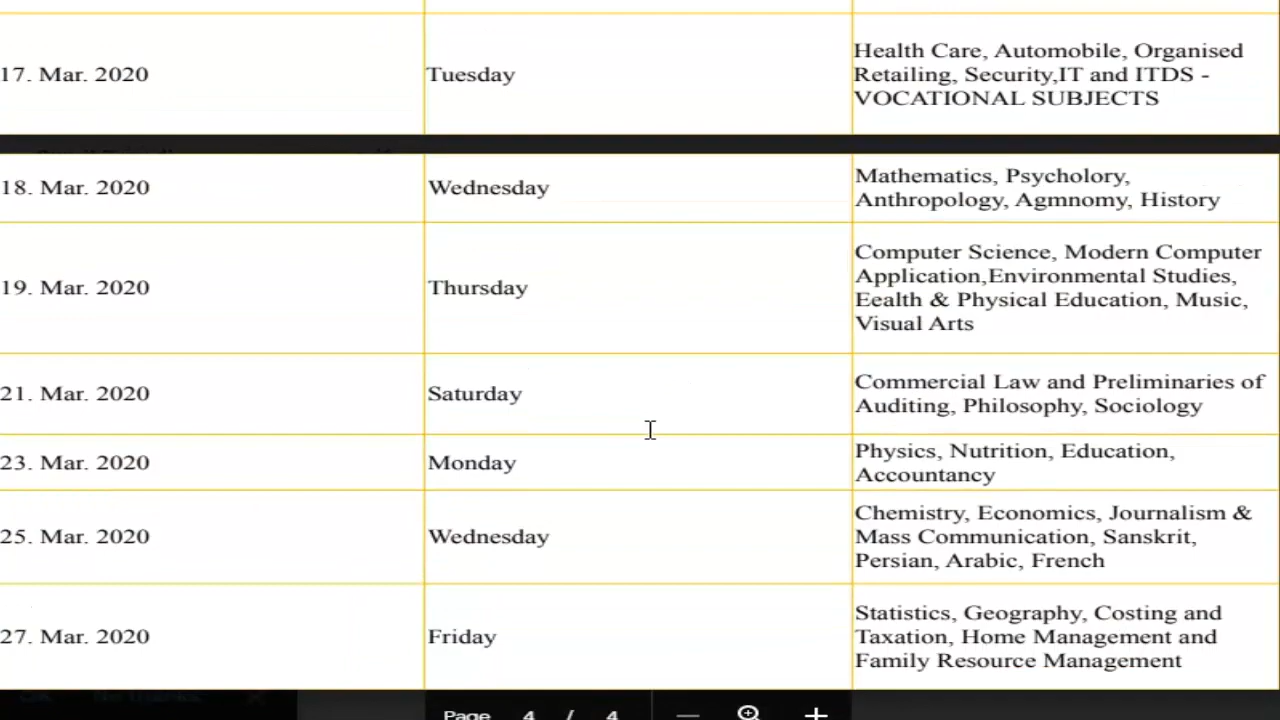 17. Mar. 2020
Tuesday
Health Care, Automobile, Organised
Retailing, Security,IT and ITDS -
VOCATIONAL SUBJECTS
18. Mar. 2020
Wednesday
Mathematics, Psycholory,
Anthropology, Agmnomy, History
19. Mar. 2020
Thursday
Computer Science, Modern Computer
Application,Environmental Studies,
Eealth & Physical Education, Music,
Visual Arts
21. Mar. 2020
Saturday
Commercial Law and Preliminaries of
Auditing, Philosophy, Sociology
23. Mar. 2020
Monday
Physics, Nutrition, Education,
Accountancy
25. Mar. 2020
Wednesday
Chemistry, Economics, Journalism &
Mass Communication, Sanskrit,
Persian, Arabic, French
27. Mar. 2020
Friday
Statistics, Geography, Costing and
Taxation, Home Management and
Family Resource Management
Page 4 / 4